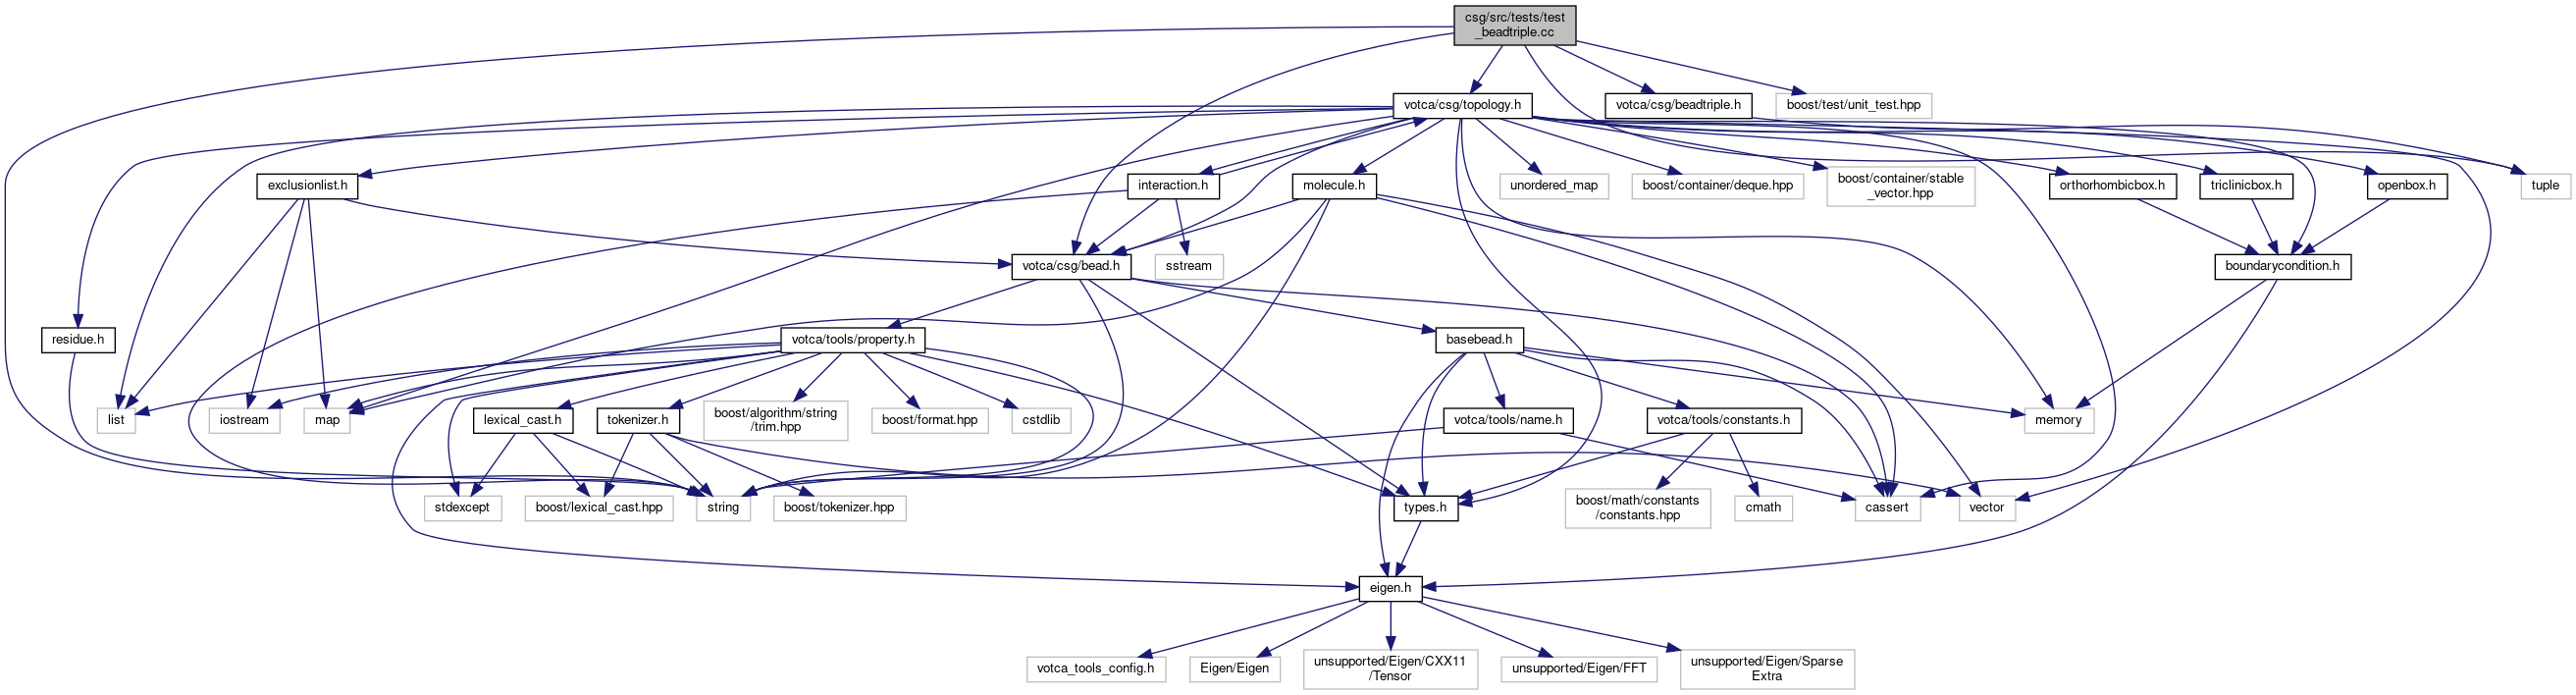 csg/src/tests/test
_beadtriple.cc
votca/csg/topology.h
votca/csg/beadtriple.h
boost/test/unit_test.hpp
exclusionlist.h
interaction.h
molecule.h
unordered_map
boost/container/deque.hpp
boost/container/stable
_vector.hpp
orthorhombicbox.h
triclinicbox.h
openbox.h
tuple
votca/csg/bead.h
sstream
boundarycondition.h
residue.h
votca/tools/property.h
basebead.h
list
iostream
map
lexical_cast.h
tokenizer.h
boost/algorithm/string
/trim.hpp
boost/format.hpp
cstdlib
votca/tools/name.h
votca/tools/constants.h
memory
stdexcept
boost/lexical_cast.hpp
string
boost/tokenizer.hpp
types.h
boost/math/constants
/constants.hpp
cmath
cassert
vector
eigen.h
votca_tools_config.h
Eigen/Eigen
unsupported/Eigen/CXX11
/Tensor
unsupported/Eigen/FFT
unsupported/Eigen/Sparse
Extra